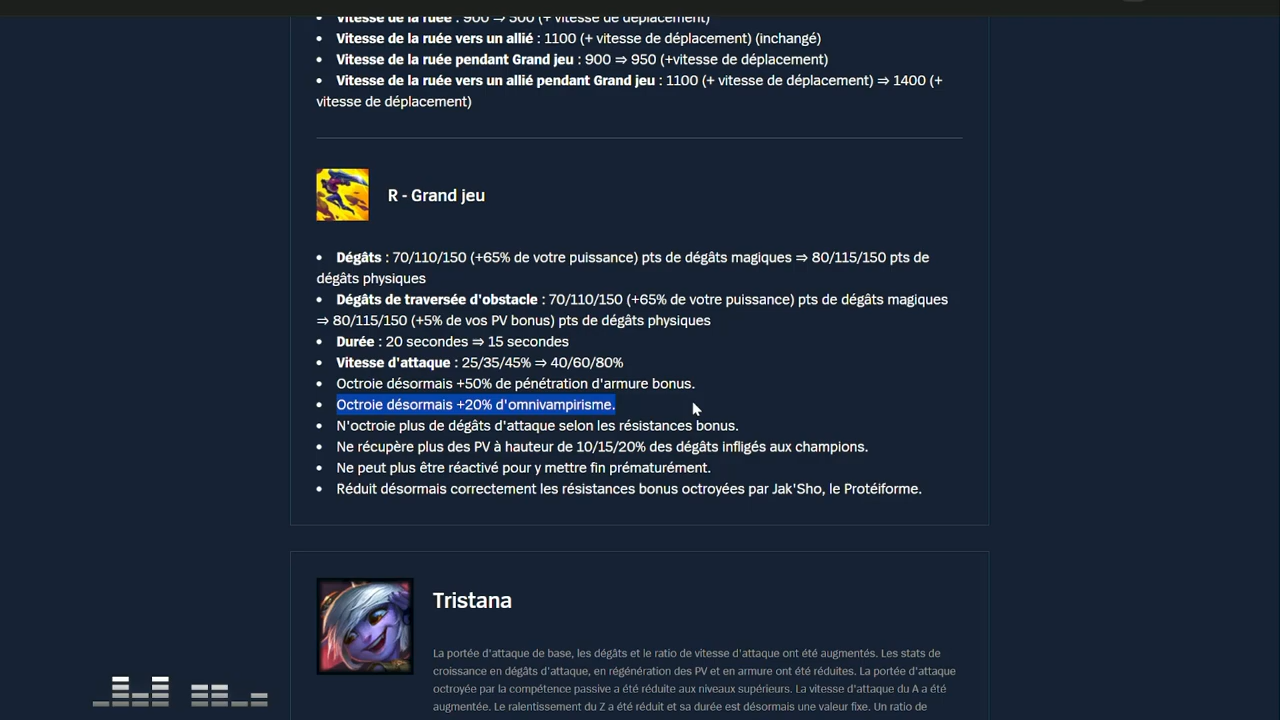 • Vitesse de la ruée : 900 ⇒ 500 (+ vitesse de déplacement)
• Vitesse de la ruée vers un allié : 1100 (+ vitesse de déplacement) (inchangé)
• Vitesse de la ruée pendant Grand jeu : 900 ⇒ 950 (+vitesse de déplacement)
• Vitesse de la ruée vers un allié pendant Grand jeu : 1100 (+ vitesse de déplacement) ⇒ 1400 (+
vitesse de déplacement)
R - Grand jeu
• Dégâts : 70/110/150 (+65% de votre puissance) pts de dégâts magiques ⇒ 80/115/150 pts de
dégâts physiques
• Dégâts de traversée d'obstacle : 70/110/150 (+65% de votre puissance) pts de dégâts magiques
⇒ 80/115/150 (+5% de vos PV bonus) pts de dégâts physiques
• Durée : 20 secondes ⇒ 15 secondes
• Vitesse d'attaque : 25/35/45% ⇒ 40/60/80%
• Octroie désormais +50% de pénétration d'armure bonus.
• Octroie désormais +20% d'omnivampirisme.
• N'octroie plus de dégâts d'attaque selon les résistances bonus.
• Ne récupère plus des PV à hauteur de 10/15/20% des dégâts infligés aux champions.
• Ne peut plus être réactivé pour y mettre fin prématurément.
• Réduit désormais correctement les résistances bonus octroyées par Jak'Sho, le Protéiforme.
Tristana
La portée d'attaque de base, les dégâts et le ratio de vitesse d'attaque ont été augmentés. Les stats de
croissance en dégâts d'attaque, en régénération des PV et en armure ont été réduites. La portée d'attaque
octroyée par la compétence passive a été réduite aux niveaux supérieurs. La vitesse d'attaque du A a été
augmentée. Le ralentissement du Z a été réduit et sa durée est désormais une valeur fixe. Un ratio de